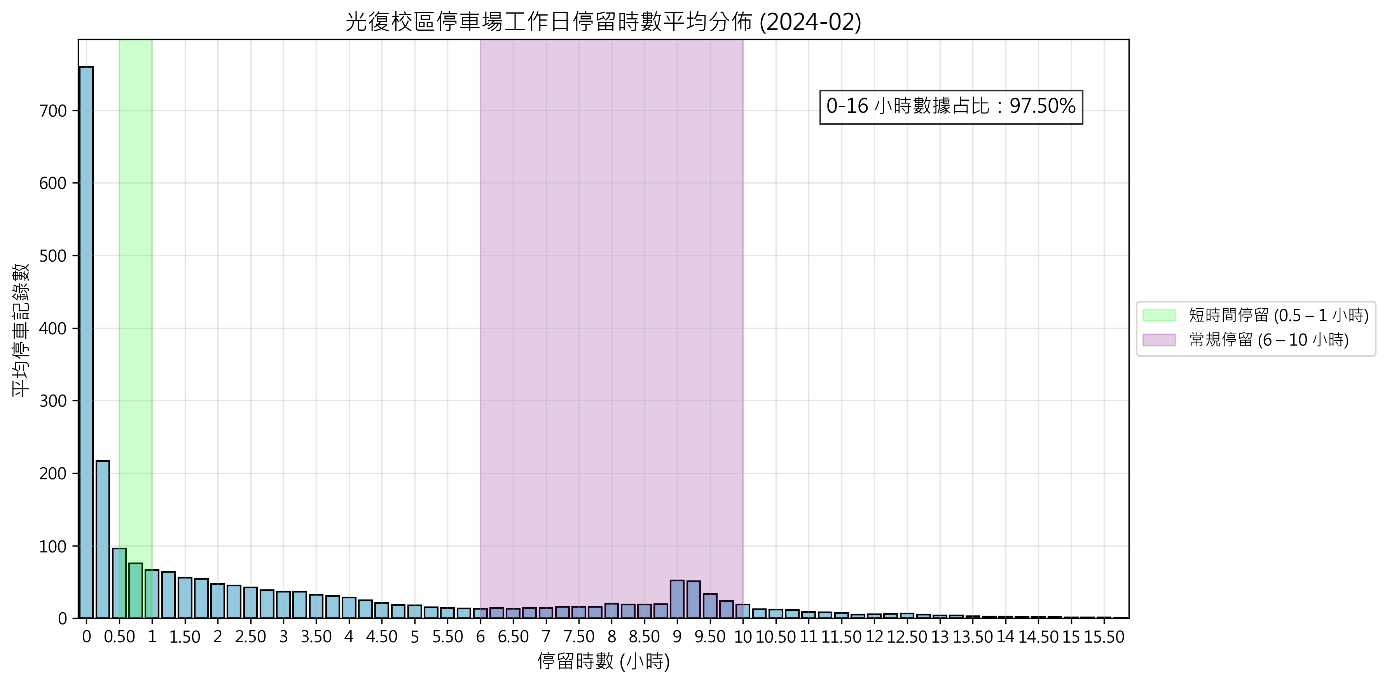 光復校區停車場工作日停留時數平均分佈 (2024-02)
0-16 小時數據占比：97.50%
平均停車記錄數
700
600
500
400
300
200
100
0
0 0.50 1 1.50 2 2.50 3 3.50 4 4.50 5 5.50 6 6.50 7 7.50 8 8.50 9 9.50 10 10.50 11 11.50 12 12.50 13 13.50 14 14.50 15 15.50
停留時數 (小時)
短時間停留 (0.5 – 1 小時)
常規停留 (6 – 10 小時)